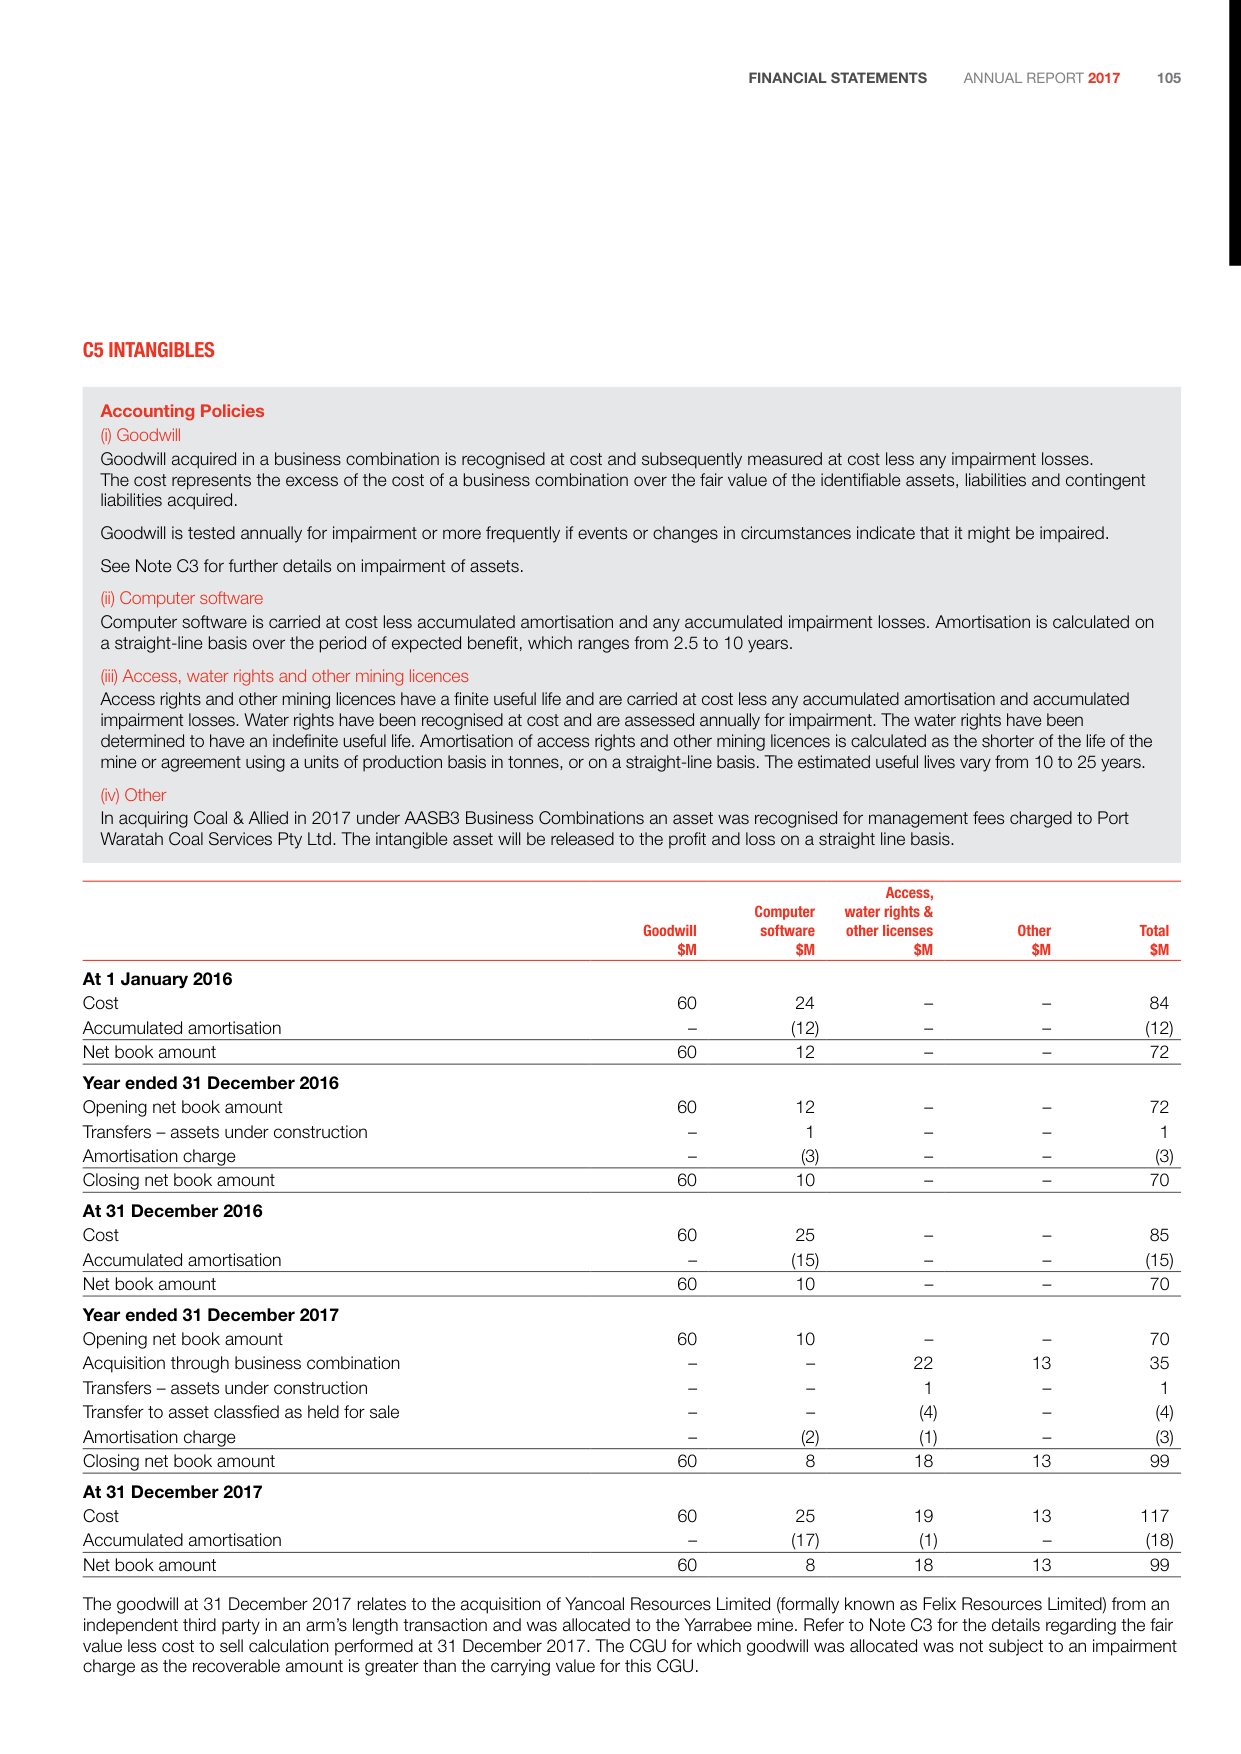 FINANCIAL STATEMENTS ANNUAL REPORT 2017 105
C5 INTANGIBLES
Accounting Policies
(i) Goodwill
Goodwill acquired in a business combination is recognised at cost and subsequently measured at cost less any impairment losses.
The cost represents the excess of the cost of a business combination over the fair value of the identifiable assets, liabilities and contingent
liabilities acquired.
Goodwill is tested annually for impairment or more frequently if events or changes in circumstances indicate that it might be impaired.
See Note C3 for further details on impairment of assets.
(ii) Computer software
Computer software is carried at cost less accumulated amortisation and any accumulated impairment losses. Amortisation is calculated on
a straight-line basis over the period of expected benefit, which ranges from 2.5 to 10 years.
(iii) Access, water rights and other mining licences
Access rights and other mining licences have a finite useful life and are carried at cost less any accumulated amortisation and accumulated
impairment losses. Water rights have been recognised at cost and are assessed annually for impairment. The water rights have been
determined to have an indefinite useful life. Amortisation of access rights and other mining licences is calculated as the shorter of the life of the
mine or agreement using a units of production basis in tonnes, or on a straight-line basis. The estimated useful lives vary from 10 to 25 years.
(iv) Other
In acquiring Coal & Allied in 2017 under AASB3 Business Combinations an asset was recognised for management fees charged to Port
Waratah Coal Services Pty Ltd. The intangible asset will be released to the profit and loss on a straight line basis.
Access,
Computer water rights &
Goodwill software other licenses Other Total
$M $M $M $M $M
At 1 January 2016
Cost 60 24 – – 84
Accumulated amortisation – (12) – – (12)
Net book amount 60 12 – – 72
Year ended 31 December 2016
Opening net book amount 60 12 – – 72
Transfers – assets under construction – 1 – – 1
Amortisation charge – (3) – – (3)
Closing net book amount 60 10 – – 70
At 31 December 2016
Cost 60 25 – – 85
Accumulated amortisation – (15) – – (15)
Net book amount 60 10 – – 70
Year ended 31 December 2017
Opening net book amount 60 10 – – 70
Acquisition through business combination – – 22 13 35
Transfers – assets under construction – – 1 – 1
Transfer to asset classfied as held for sale – – (4) – (4)
Amortisation charge – (2) (1) – (3)
Closing net book amount 60 8 18 13 99
At 31 December 2017
Cost 60 25 19 13 117
Accumulated amortisation – (17) (1) – (18)
Net book amount 60 8 18 13 99
The goodwill at 31 December 2017 relates to the acquisition of Yancoal Resources Limited (formally known as Felix Resources Limited) from an
independent third party in an arm’s length transaction and was allocated to the Yarrabee mine. Refer to Note C3 for the details regarding the fair
value less cost to sell calculation performed at 31 December 2017. The CGU for which goodwill was allocated was not subject to an impairment
charge as the recoverable amount is greater than the carrying value for this CGU.